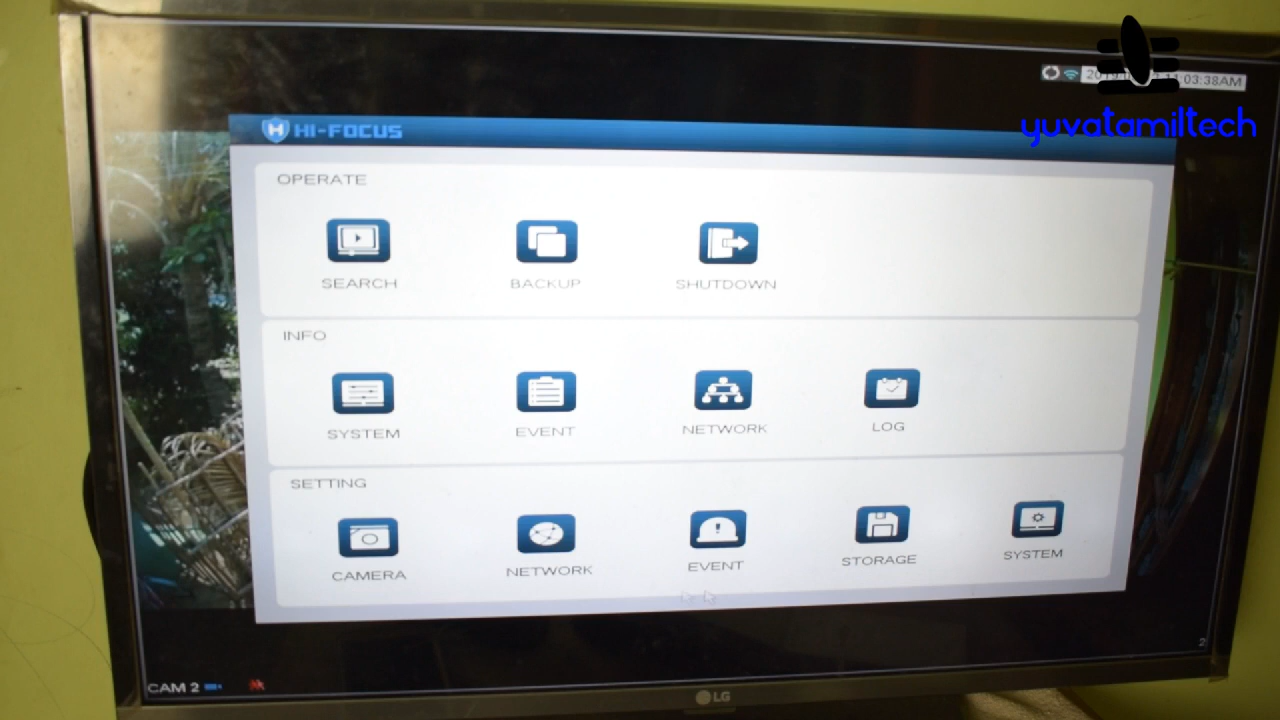 03:38AM
yuvatamiltech
HI-FOCUS
OPERATE
SEARCH BACKUP SHUTDOWN
INFO
SYSTEM EVENT NETWORK LOG
SETTING
CAMERA NETWORK EVENT STORAGE SYSTEM
2
CAM 2
LG